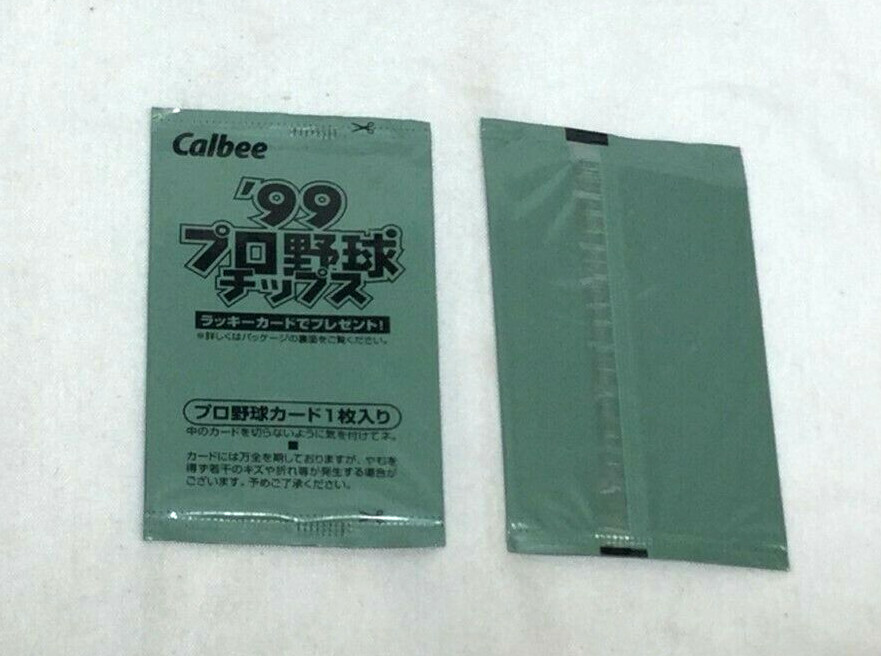 Calbee
'99
プロ野球
チップス
ラッキーカードでプレゼント!
※詳しくはパッケージの裏面をご覧ください。
プロ野球カード1枚入り
中のカードを切らないように気を付けてネ。
カードには万全を期しておりますが、やむを
得ず若干のキズや折れ等が発生する場合が
ございます。予めご了承ください。